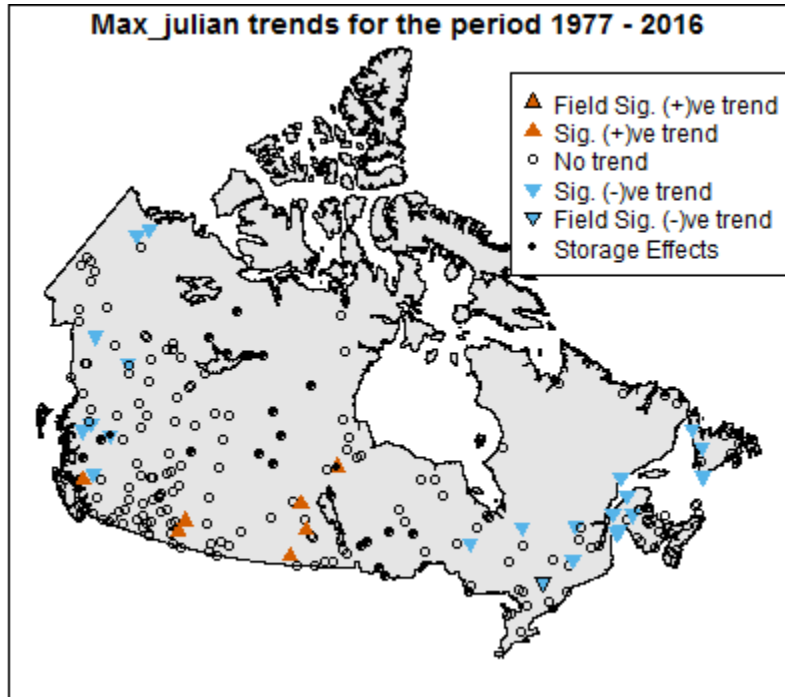 Max_julian trends for the period 1977 - 2016
Field Sig. (+)ve trend
Sig. (+)ve trend
No trend
Sig. (-)ve trend
Field Sig. (-)ve trend
Storage Effects